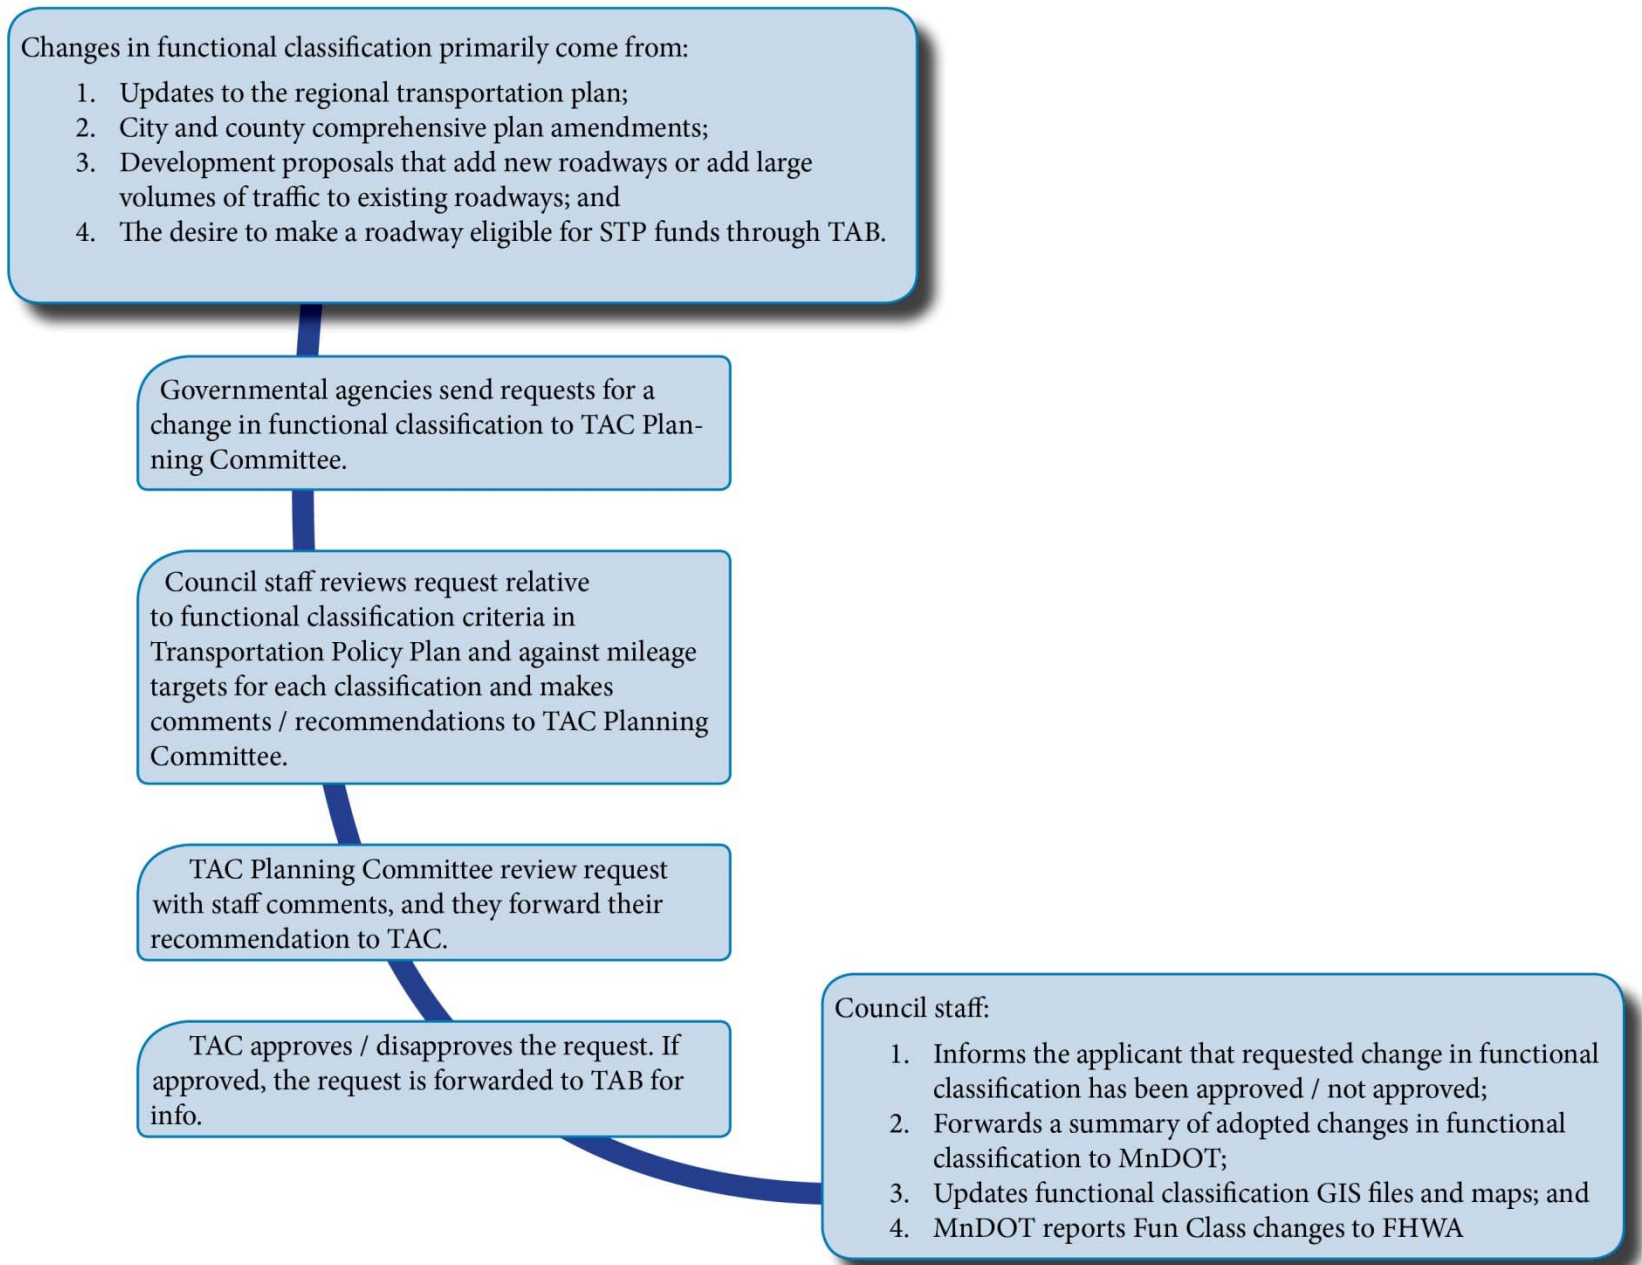 Changes in functional classification primarily come from:
1. Updates to the regional transportation plan;
2. City and county comprehensive plan amendments;
3. Development proposals that add new roadways or add large
volumes of traffic to existing roadways; and
4. The desire to make a roadway eligible for STP funds through TAB.
Governmental agencies send requests for a
change in functional classification to TAC Plan-
ning Committee.
Council staff reviews request relative
to functional classification criteria in
Transportation Policy Plan and against mileage
targets for each classification and makes
comments / recommendations to TAC Planning
Committee.
TAC Planning Committee review request
with staff comments, and they forward their
recommendation to TAC.
TAC approves / disapproves the request. If
approved, the request is forwarded to TAB for
info.
Council staff:
1. Informs the applicant that requested change in functional
classification has been approved / not approved;
2. Forwards a summary of adopted changes in functional
classification to MnDOT;
3. Updates functional classification GIS files and maps; and
4. MnDOT reports Fun Class changes to FHWA